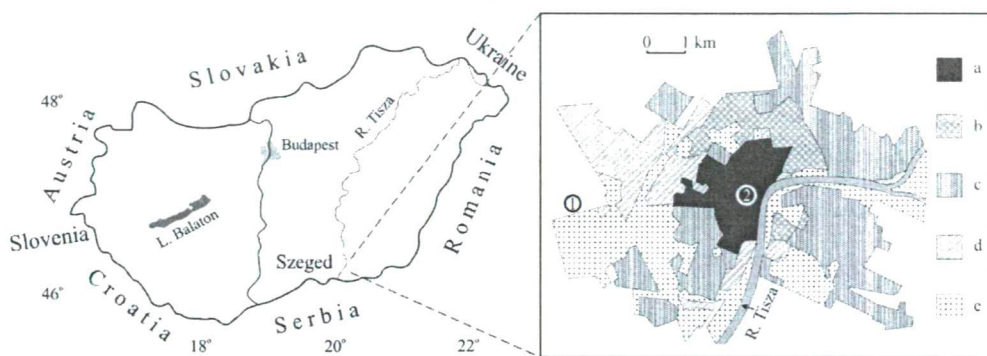 Slovakia
Ukraine
48°
Austria
Budapest
R. Tisza
Romania
L. Balaton
Slovenia
Szeged
46°
Croatia
Serbia
18°
20°
22°
0 1 km
a
b
c
d
e
1
2
R. Tisza